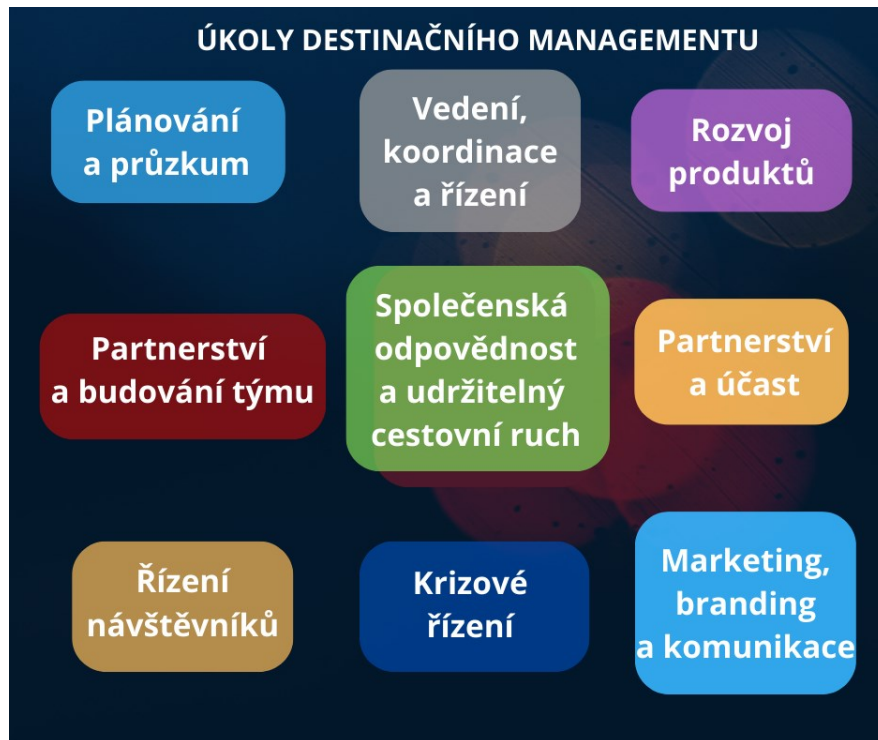 ÚKOLY DESTINAČNÍHO MANAGEMENTU
Plánování
a průzkum
Vedení,
koordinace
a řízení
Rozvoj
produktů
Partnerství
a budování týmu
Společenská
odpovědnost
a udržitelný
cestovní ruch
Partnerství
a účast
Řízení
návštěvníků
Krizové
řízení
Marketing,
branding
a komunikace